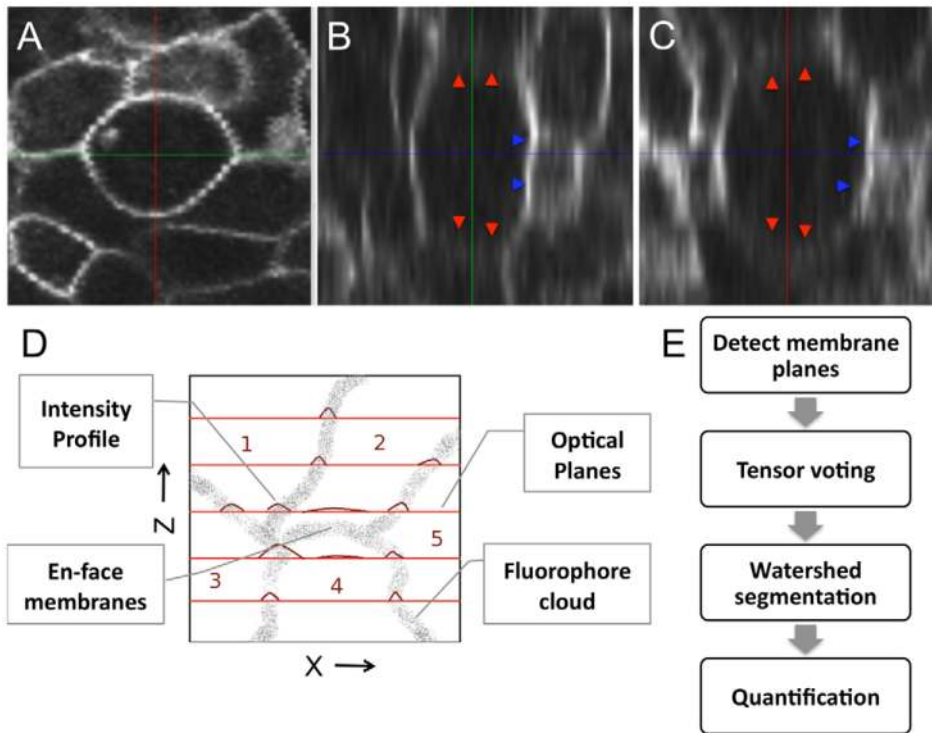 A
B
C
D
E
Intensity
Profile
En-face
membranes
Optical
Planes
Fluorophore
cloud
1
2
3
4
5
Z
X
Detect membrane
planes
Tensor voting
Watershed
segmentation
Quantification